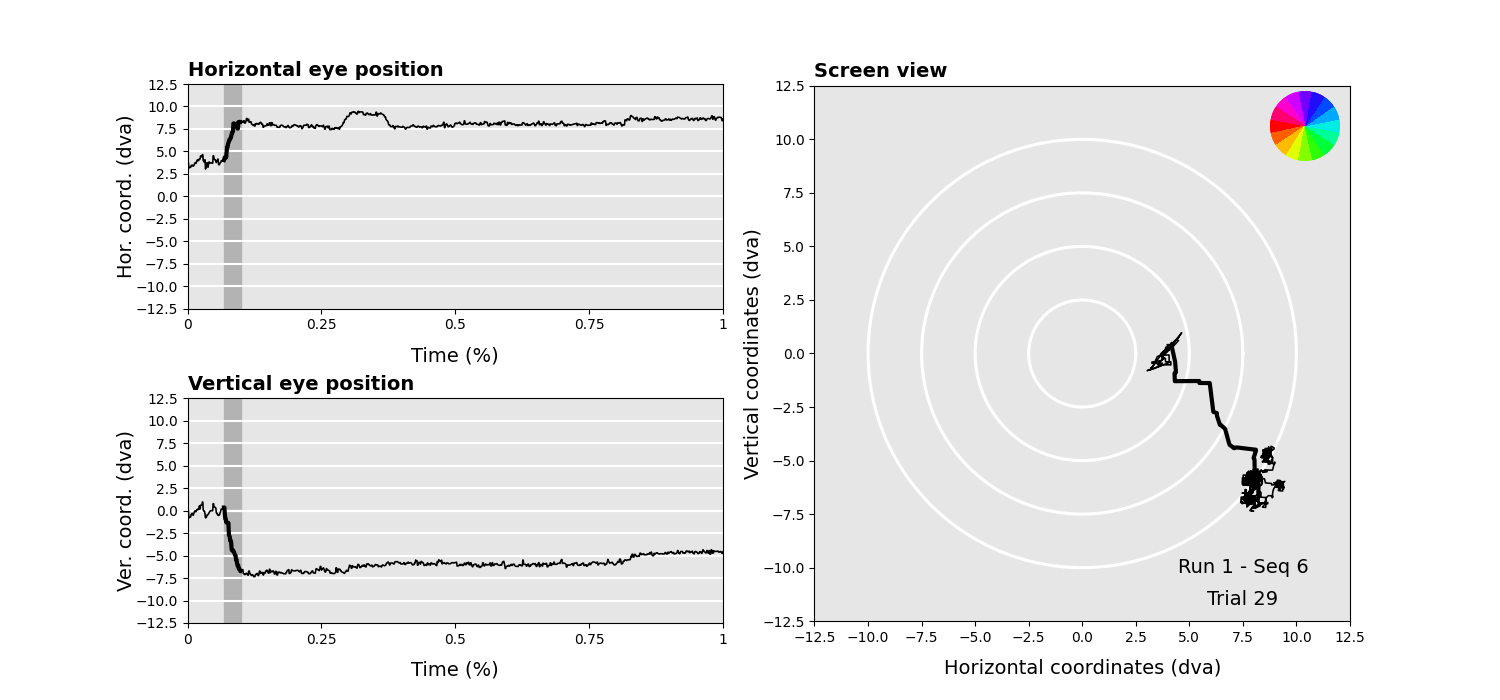 Horizontal eye position
Hor. coord. (dva)
12.5
10.0
7.5
5.0
2.5
0.0
−2.5
−5.0
−7.5
−10.0
−12.5
0 0.25 0.5 0.75 1
Time (%)
Vertical eye position
Ver. coord. (dva)
12.5
10.0
7.5
5.0
2.5
0.0
−2.5
−5.0
−7.5
−10.0
−12.5
0 0.25 0.5 0.75 1
Time (%)
Screen view
Vertical coordinates (dva)
12.5
10.0
7.5
5.0
2.5
0.0
−2.5
−5.0
−7.5
−10.0
−12.5
Run 1 - Seq 6
Trial 29
−12.5 −10.0 −7.5 −5.0 −2.5 0.0 2.5 5.0 7.5 10.0 12.5
Horizontal coordinates (dva)